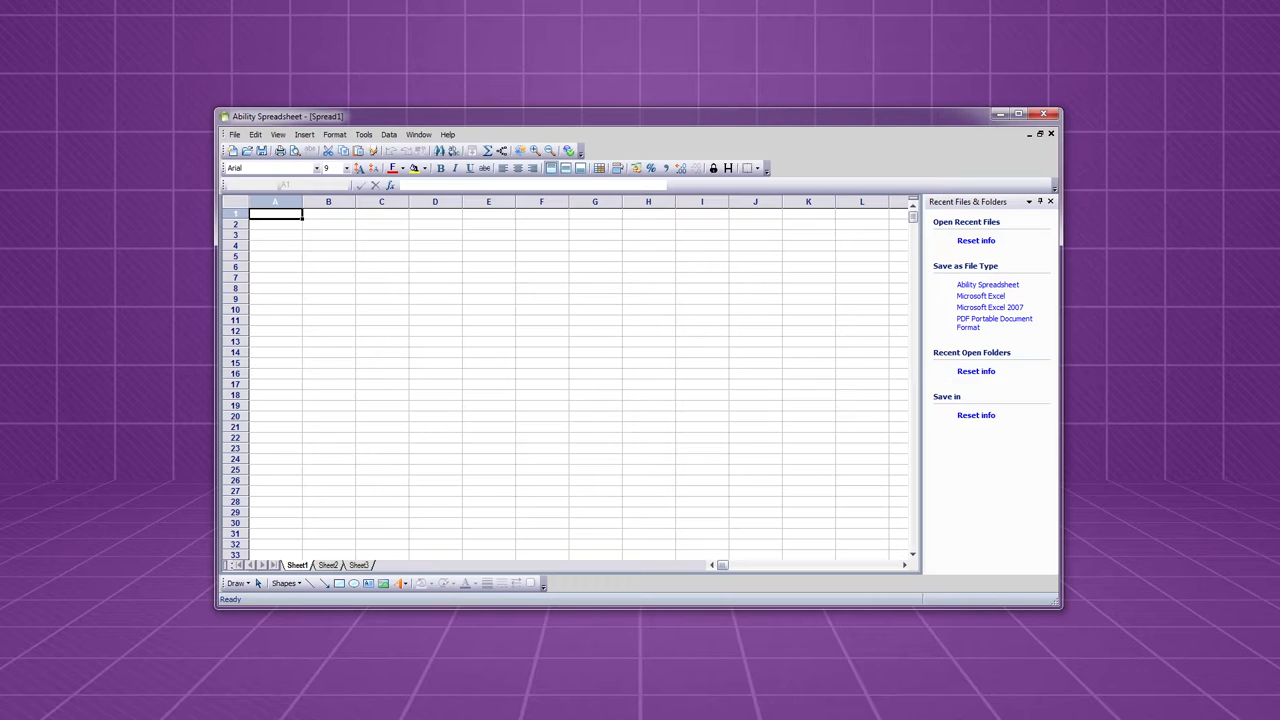 Ability Spreadsheet - [Spread1]
File Edit View Insert Format Tools Data Window Help
Arial 9 F B I U abc % , H
A1 fx
A B C D E F G H I J K L
1
2
3
4
5
6
7
8
9
10
11
12
13
14
15
16
17
18
19
20
21
22
23
24
25
26
27
28
29
30
31
32
33
Recent Files & Folders
Open Recent Files
Reset info
Save as File Type
Ability Spreadsheet
Microsoft Excel
Microsoft Excel 2007
PDF Portable Document
Format
Recent Open Folders
Reset info
Save in
Reset info
Sheet1 Sheet2 Sheet3
Draw Shapes
Ready